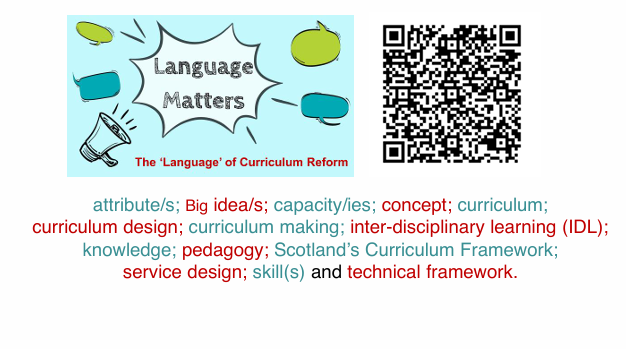 Language
Matters
The ‘Language’ of Curriculum Reform
attribute/s; Big idea/s; capacity/ies; concept; curriculum;
curriculum design; curriculum making; inter-disciplinary learning (IDL);
knowledge; pedagogy; Scotland’s Curriculum Framework;
service design; skill(s) and technical framework.